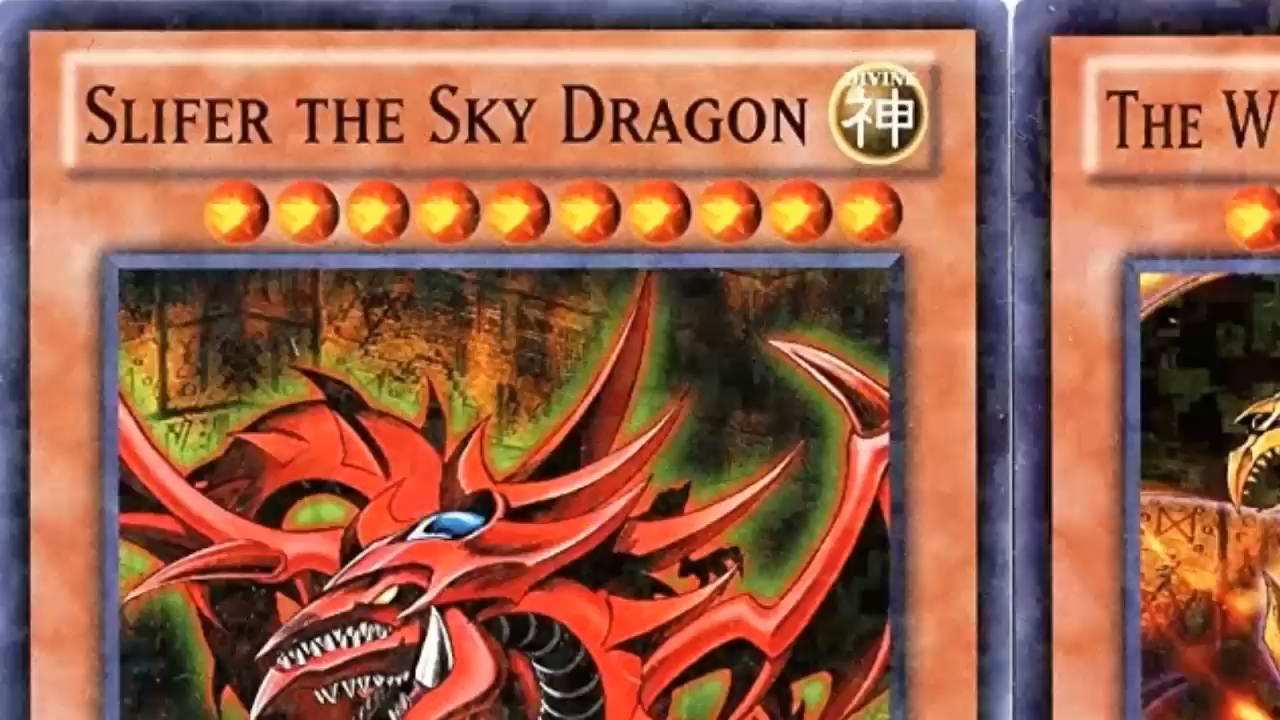 Slifer the Sky Dragon
DIVINE
神
The W